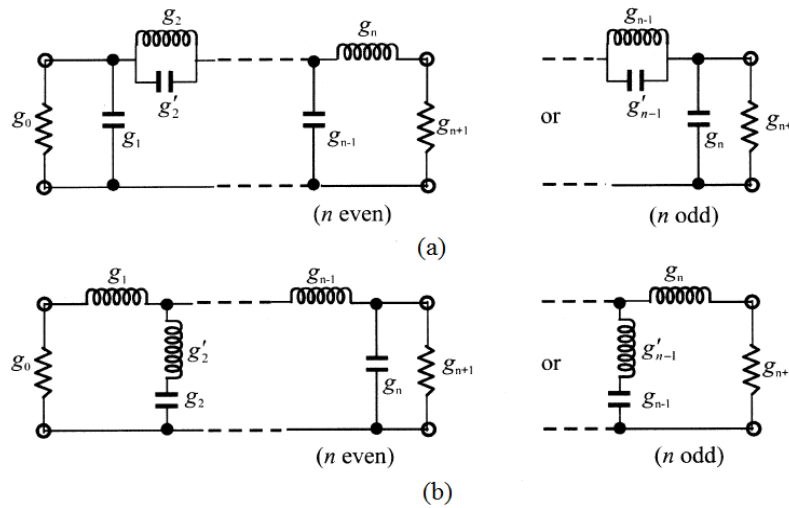 g₂
gₙ
gₙ₋₁
g₀
g₁
g′₂
gₙ₋₁
gₙ₊₁
or
g′ₙ₋₁
gₙ
gₙ₊
(n even)
(n odd)
(a)
g₁
gₙ₋₁
gₙ
g₀
g′₂
g₂
gₙ
gₙ₊₁
or
g′ₙ₋₁
gₙ₋₁
gₙ₊
(n even)
(n odd)
(b)